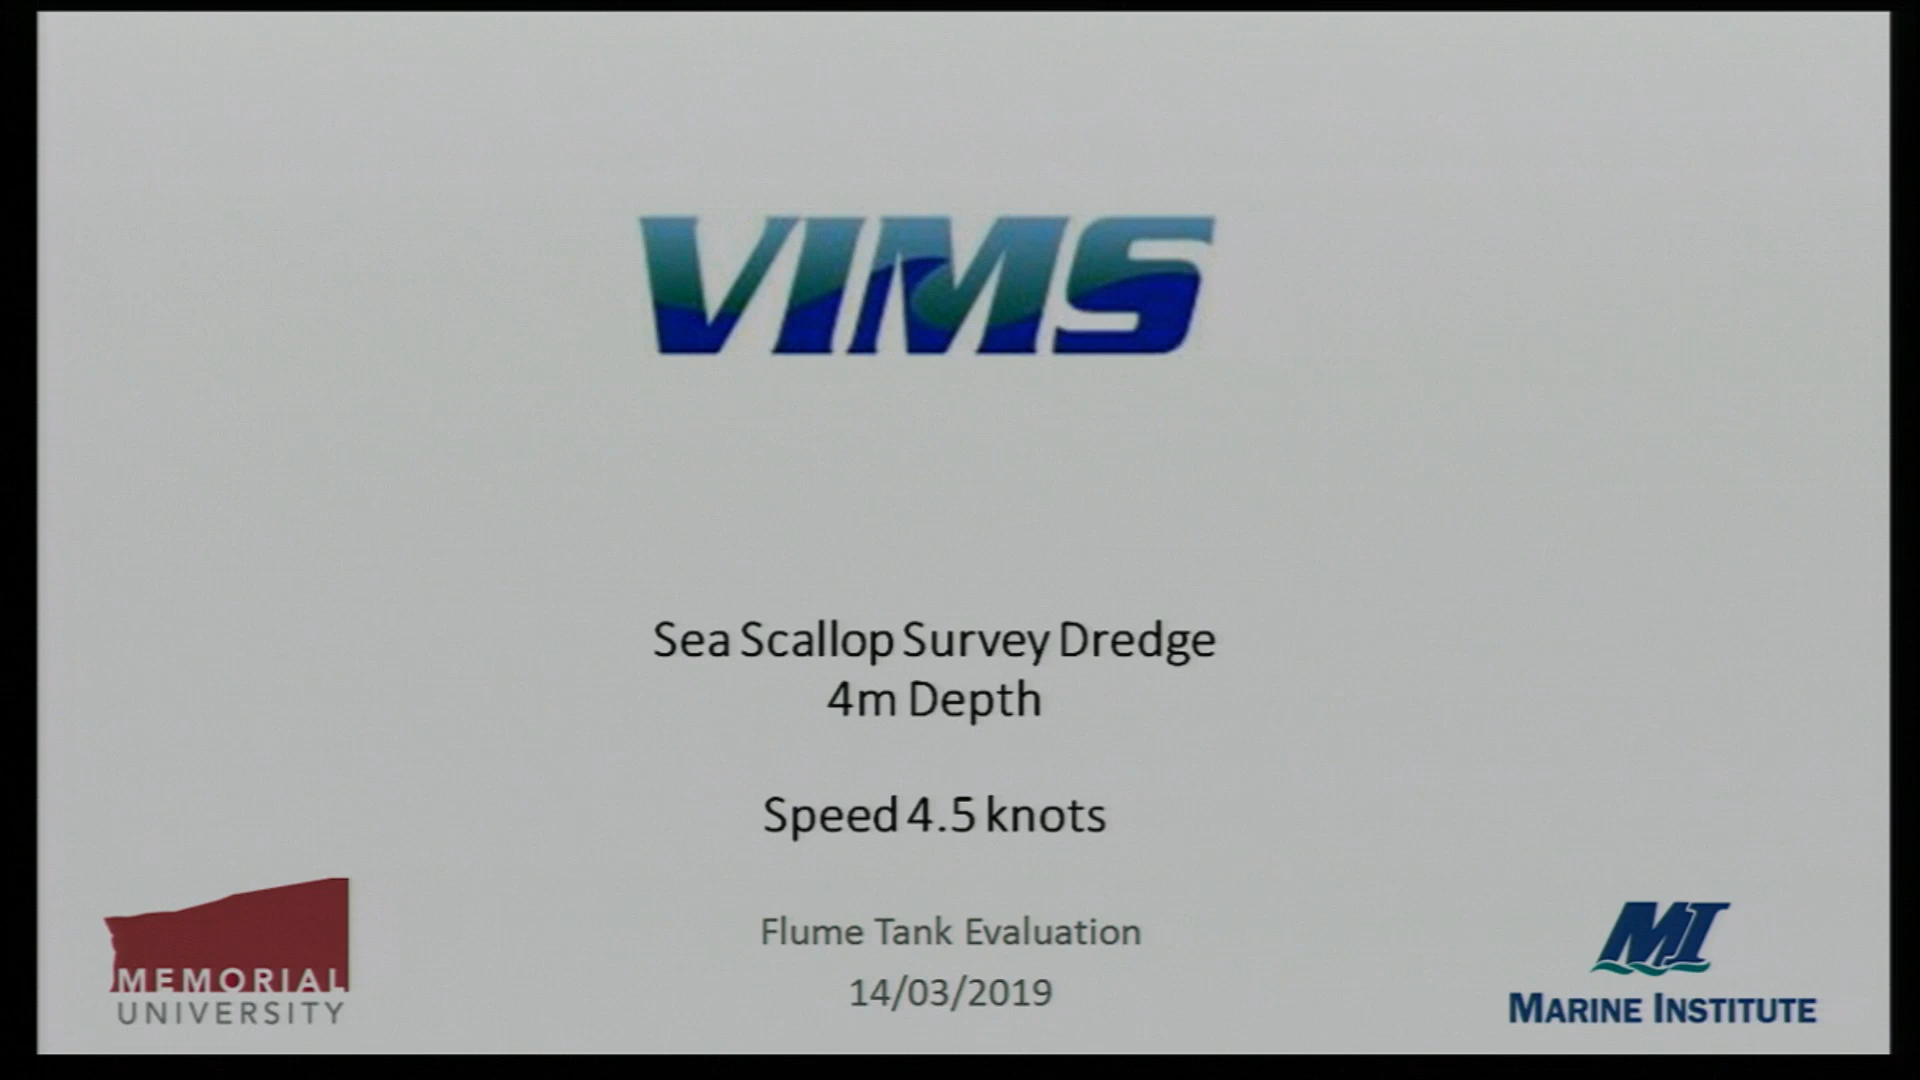 VIMS
Sea Scallop Survey Dredge
4m Depth
Speed 4.5 knots
Flume Tank Evaluation
14/03/2019
MEMORIAL
UNIVERSITY
MI
MARINE INSTITUTE